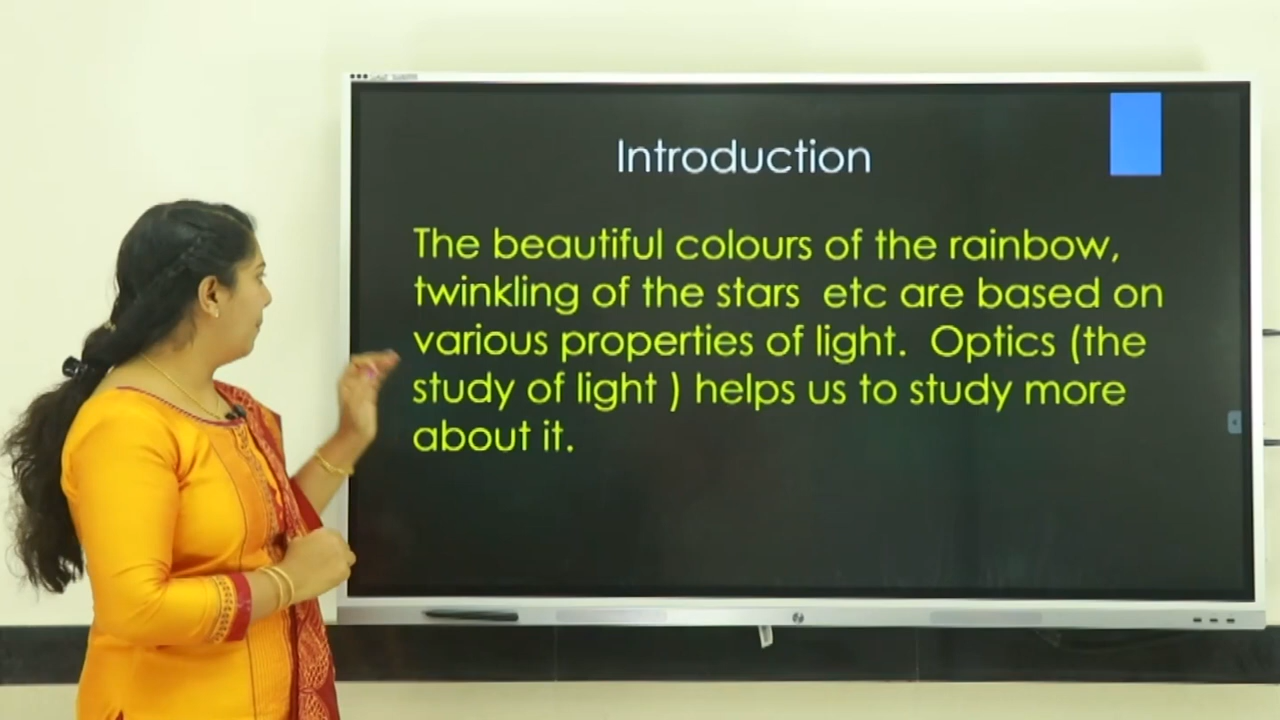 Introduction
The beautiful colours of the rainbow,
twinkling of the stars etc are based on
various properties of light. Optics (the
study of light ) helps us to study more
about it.